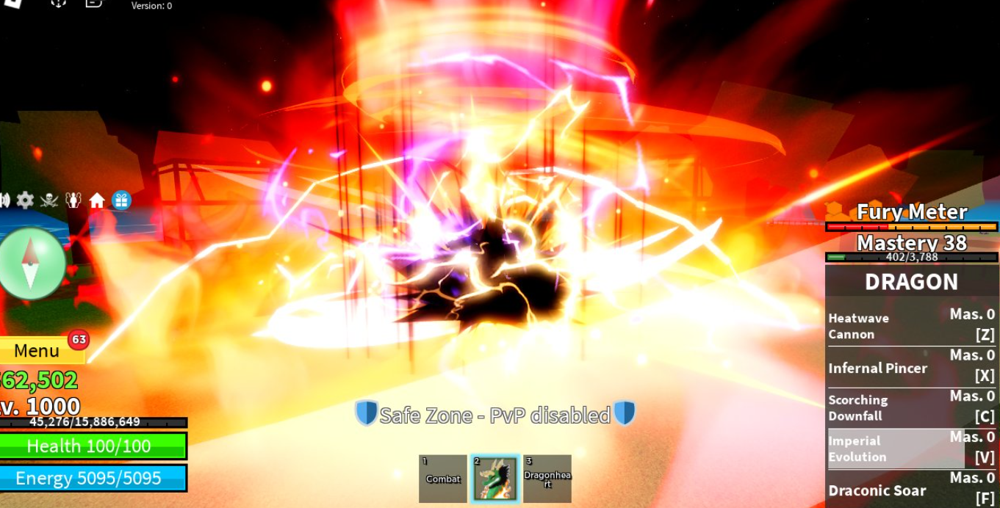 Version: 0
Menu
63
62,502
v. 1000
45,276/15,886,649
Health 100/100
Energy 5095/5095
Safe Zone - PvP disabled
1
Combat
2
3
Dragonhea
rt
Fury Meter
Mastery 38
402/3,788
DRAGON
Heatwave
Cannon
Mas. 0
[Z]
Infernal Pincer
Mas. 0
[X]
Scorching
Downfall
Mas. 0
[C]
Imperial
Evolution
Mas. 0
[V]
Draconic Soar
Mas. 0
[F]